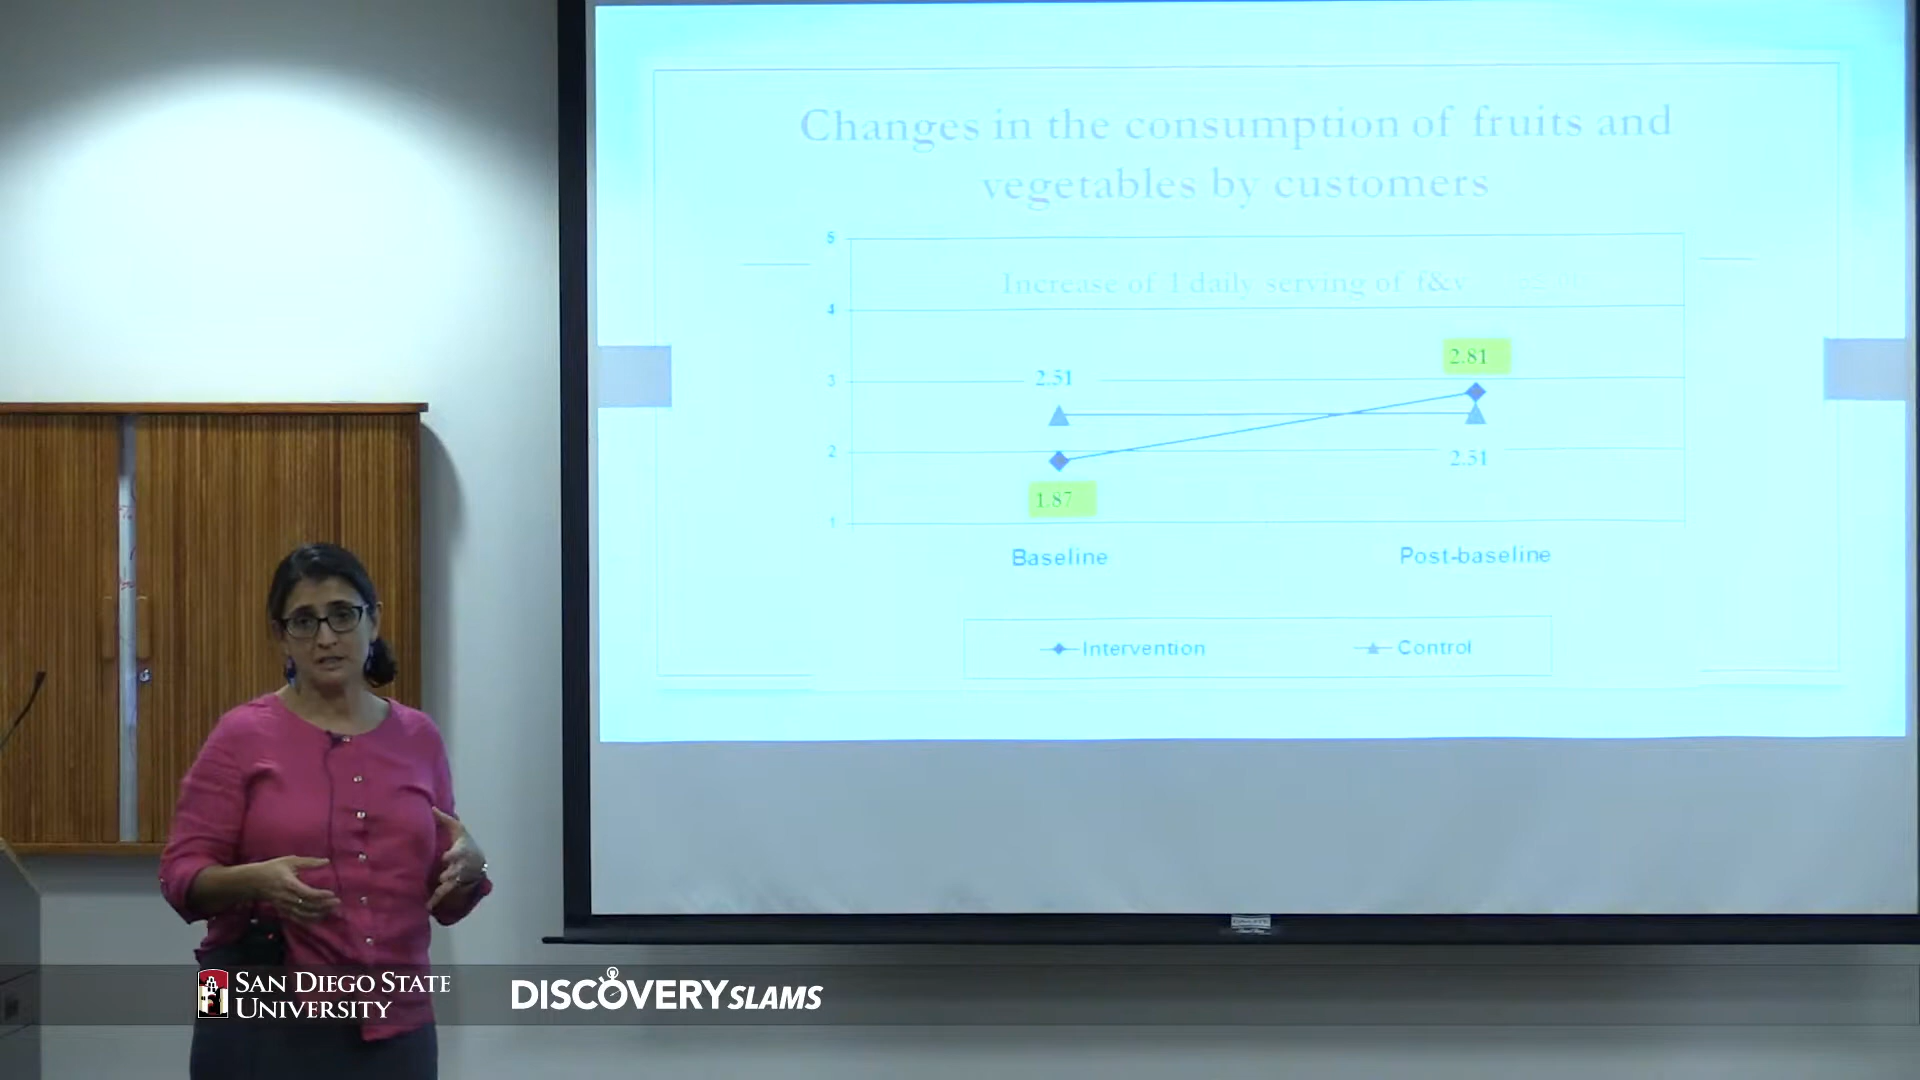 Changes in the consumption of fruits and
vegetables by customers
5
Increase of 1 daily serving of f&v
4
2.81
2.51
3
2
2.51
1.87
1
Baseline
Post-baseline
Intervention
Control
SAN DIEGO STATE
UNIVERSITY
DISCOVERY SLAMS